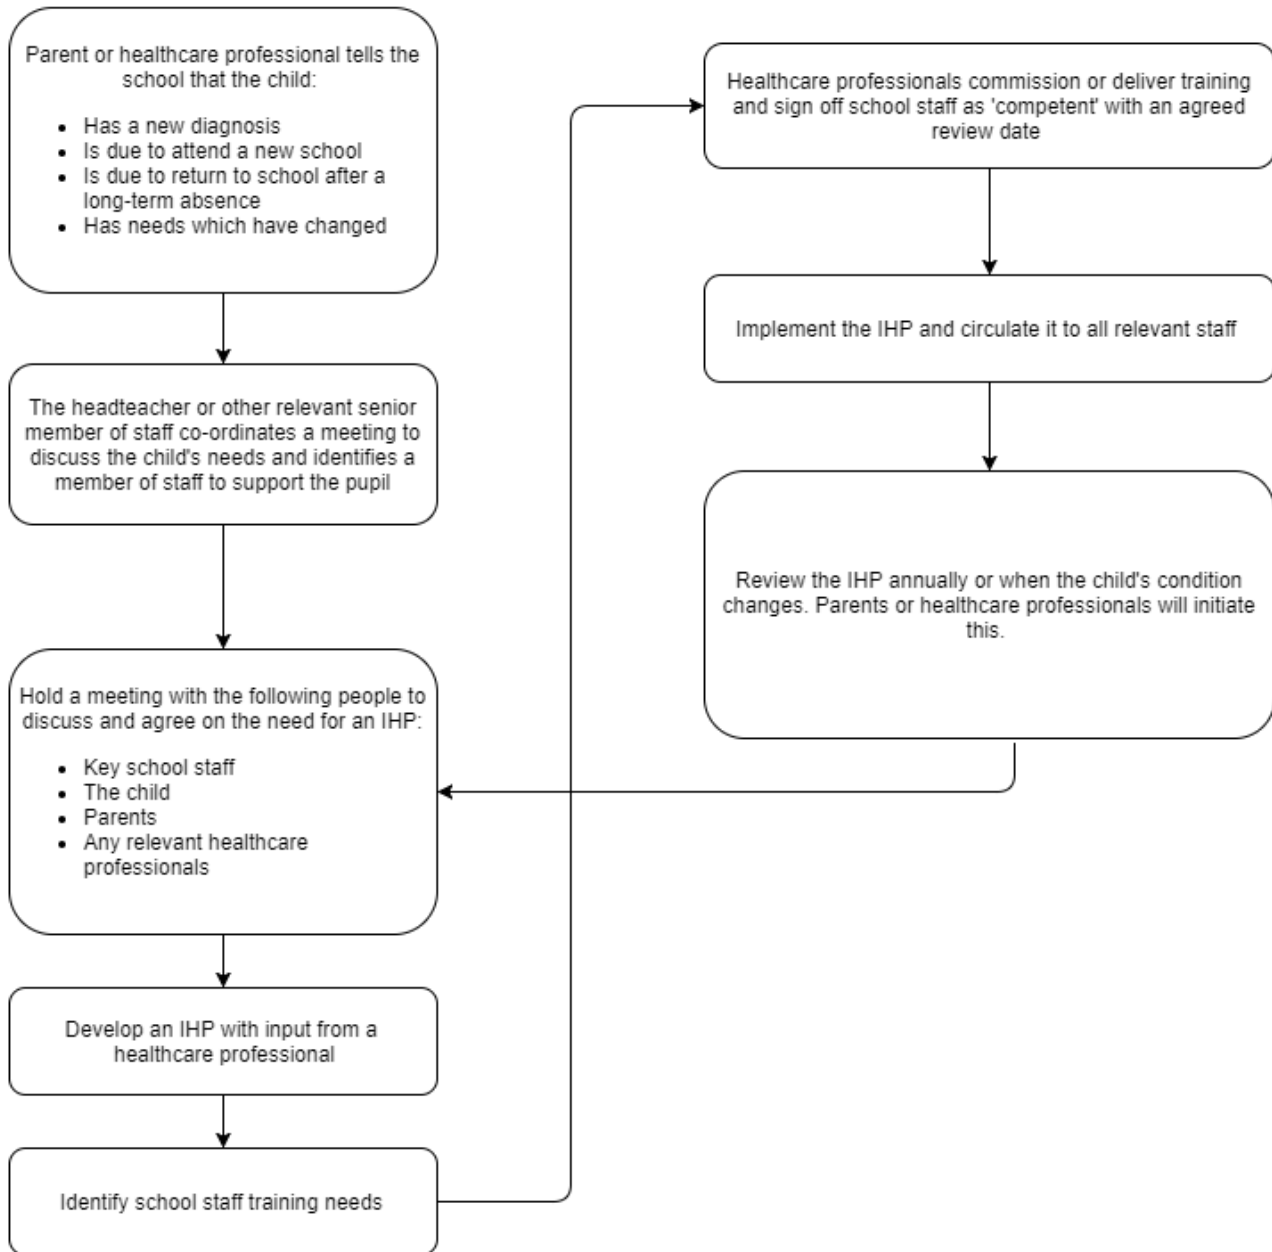 Parent or healthcare professional tells the
school that the child:
• Has a new diagnosis
• Is due to attend a new school
• Is due to return to school after a
long-term absence
• Has needs which have changed
The headteacher or other relevant senior
member of staff co-ordinates a meeting to
discuss the child's needs and identifies a
member of staff to support the pupil
Hold a meeting with the following people to
discuss and agree on the need for an IHP:
• Key school staff
• The child
• Parents
• Any relevant healthcare
professionals
Develop an IHP with input from a
healthcare professional
Identify school staff training needs
Healthcare professionals commission or deliver training
and sign off school staff as 'competent' with an agreed
review date
Implement the IHP and circulate it to all relevant staff
Review the IHP annually or when the child's condition
changes. Parents or healthcare professionals will initiate
this.